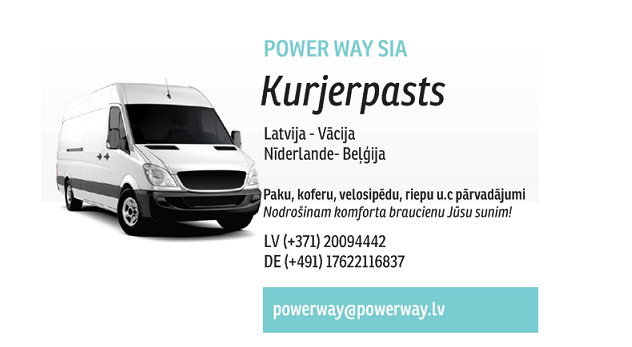 POWER WAY SIA
Kurjerpasts
Latvija - Vācija
Nīderlande- Beļģija
Paku, koferu, velosipēdu, riepu u.c pārvadājumi
Nodrošinam komforta braucienu Jūsu sunim!
LV (+371) 20094442
DE (+491) 17622116837
powerway@powerway.lv